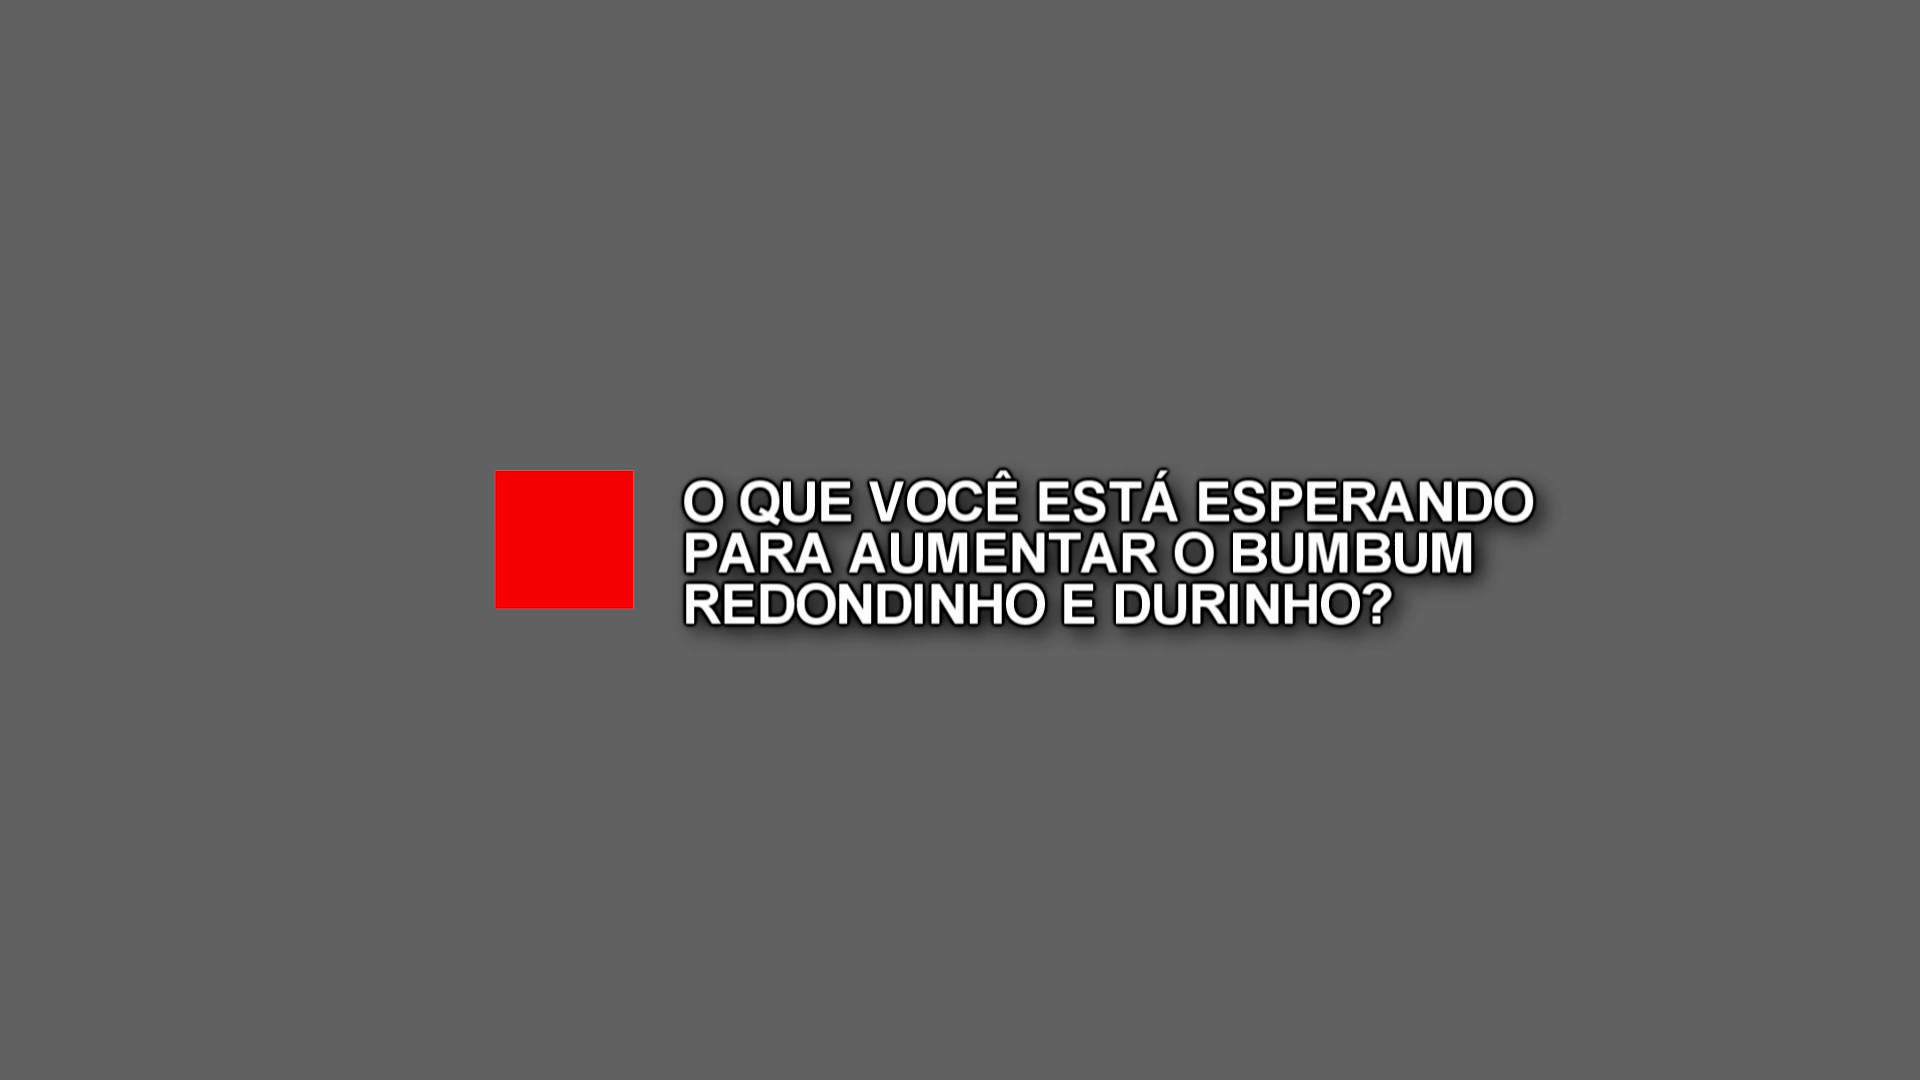 O QUE VOCÊ ESTÁ ESPERANDO
PARA AUMENTAR O BUMBUM
REDONDINHO E DURINHO?